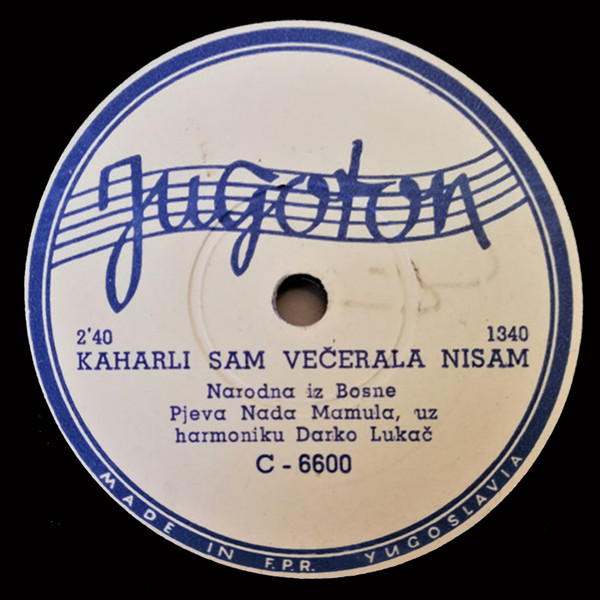 Jugoton
2'40 1340
KAHARLI SAM VEČERALA NISAM
Narodna iz Bosne
Pjeva Nada Mamula, uz
harmoniku Darko Lukač
C - 6600
MADE IN F.P.R. YUGOSLAVIA